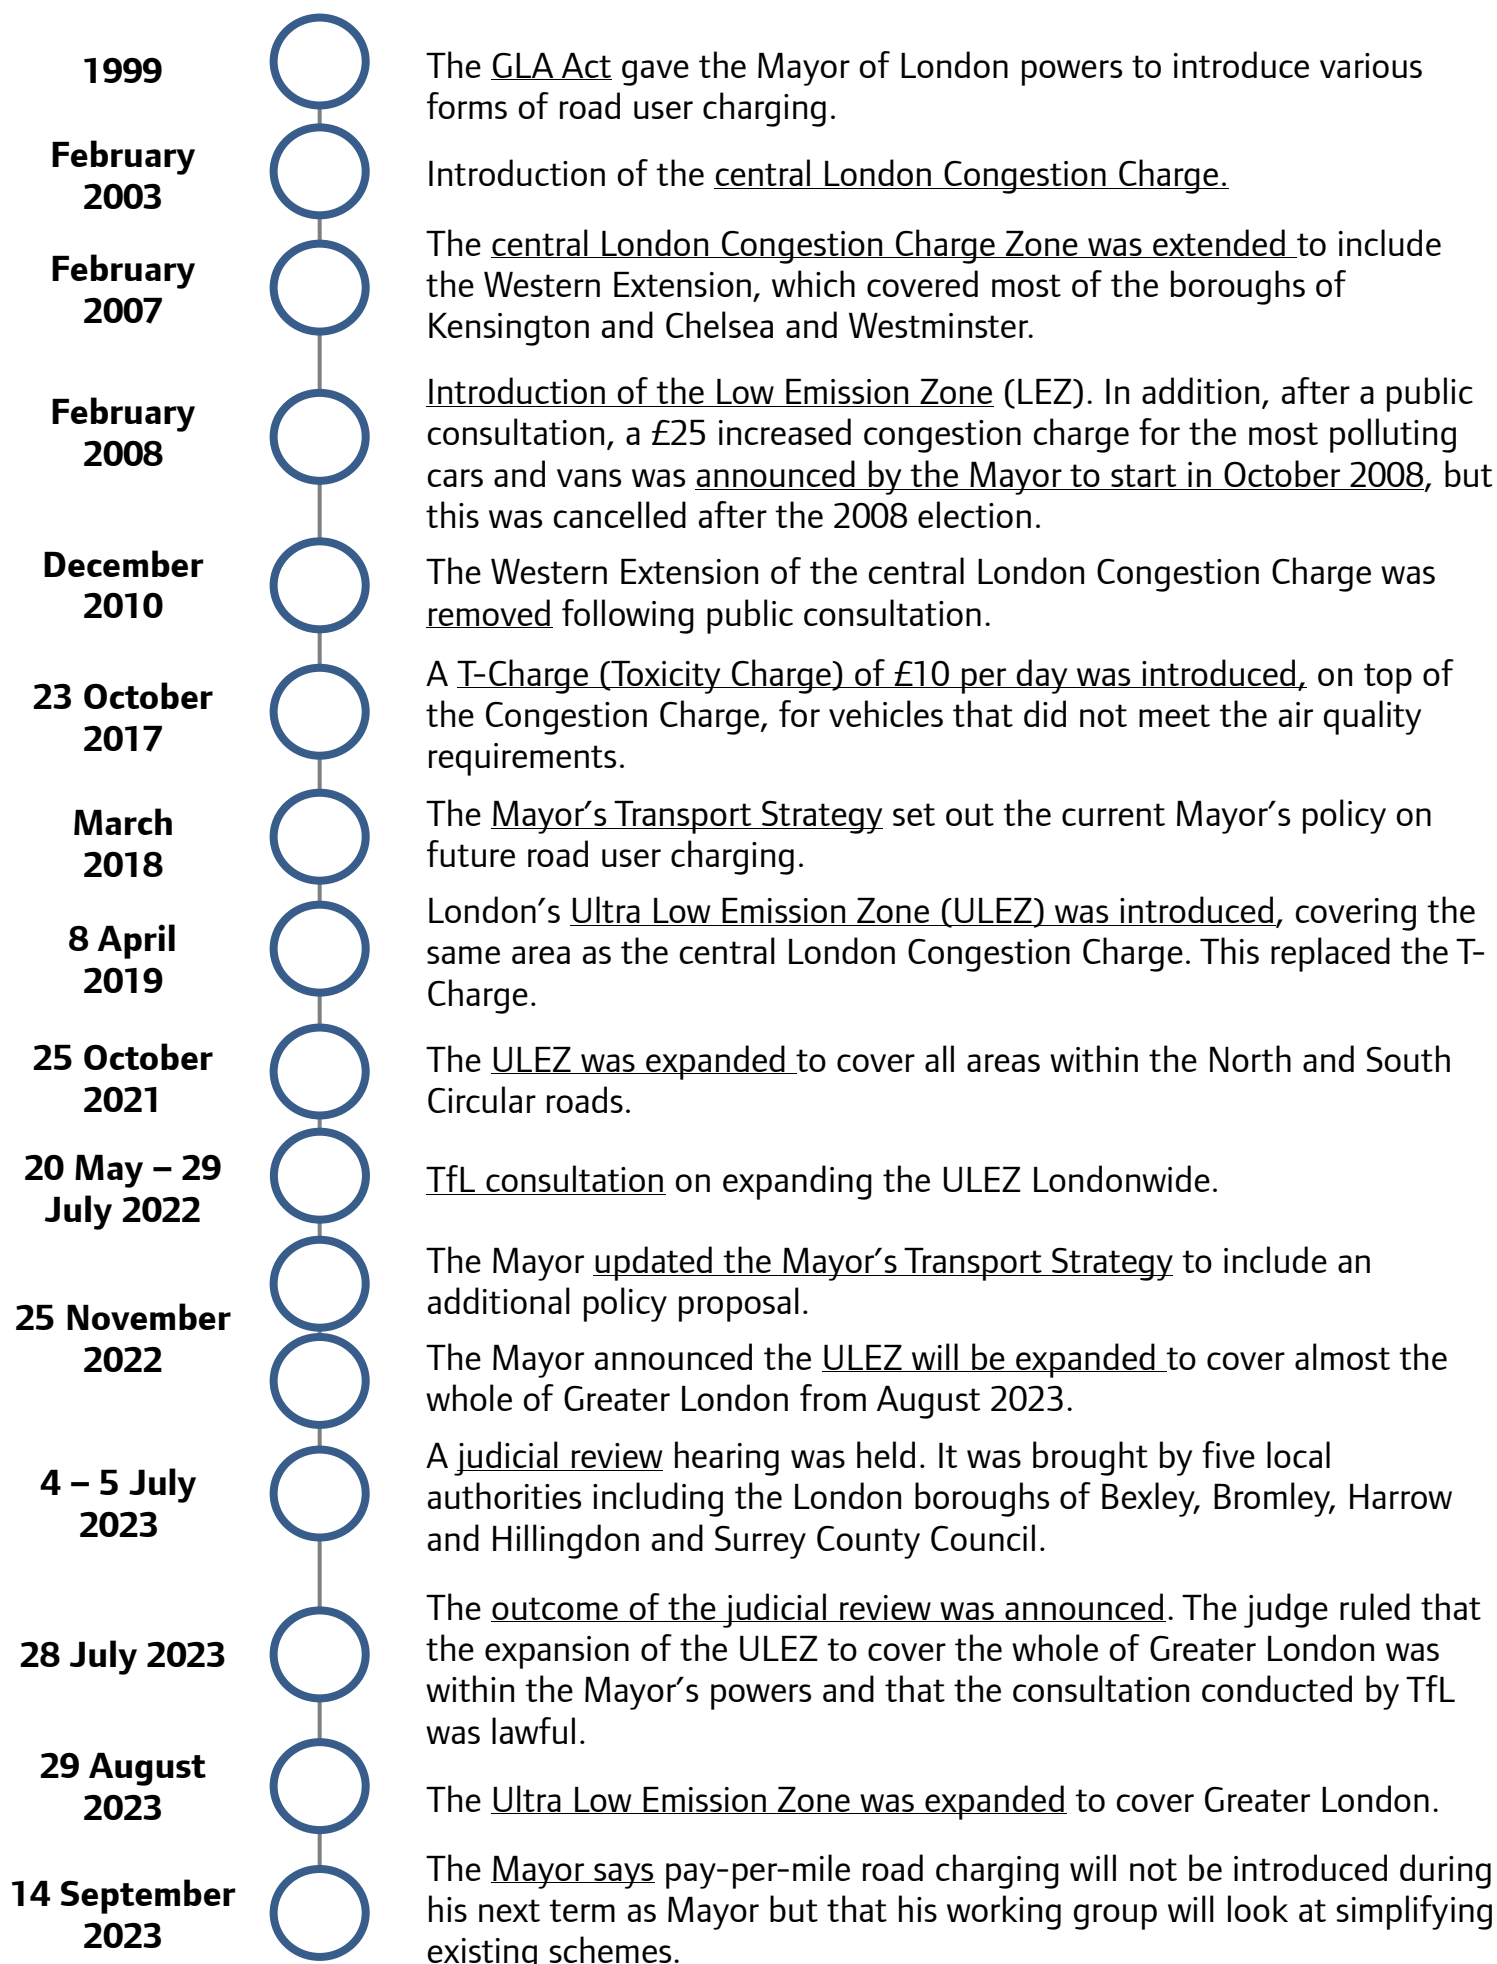 1999
The GLA Act gave the Mayor of London powers to introduce various
forms of road user charging.
February
2003
Introduction of the central London Congestion Charge.
February
2007
The central London Congestion Charge Zone was extended to include
the Western Extension, which covered most of the boroughs of
Kensington and Chelsea and Westminster.
February
2008
Introduction of the Low Emission Zone (LEZ). In addition, after a public
consultation, a £25 increased congestion charge for the most polluting
cars and vans was announced by the Mayor to start in October 2008, but
this was cancelled after the 2008 election.
December
2010
The Western Extension of the central London Congestion Charge was
removed following public consultation.
23 October
2017
A T-Charge (Toxicity Charge) of £10 per day was introduced, on top of
the Congestion Charge, for vehicles that did not meet the air quality
requirements.
March
2018
The Mayor’s Transport Strategy set out the current Mayor’s policy on
future road user charging.
8 April
2019
London’s Ultra Low Emission Zone (ULEZ) was introduced, covering the
same area as the central London Congestion Charge. This replaced the T-
Charge.
25 October
2021
The ULEZ was expanded to cover all areas within the North and South
Circular roads.
20 May – 29
July 2022
TfL consultation on expanding the ULEZ Londonwide.
25 November
2022
The Mayor updated the Mayor’s Transport Strategy to include an
additional policy proposal.
The Mayor announced the ULEZ will be expanded to cover almost the
whole of Greater London from August 2023.
4 – 5 July
2023
A judicial review hearing was held. It was brought by five local
authorities including the London boroughs of Bexley, Bromley, Harrow
and Hillingdon and Surrey County Council.
28 July 2023
The outcome of the judicial review was announced. The judge ruled that
the expansion of the ULEZ to cover the whole of Greater London was
within the Mayor’s powers and that the consultation conducted by TfL
was lawful.
29 August
2023
The Ultra Low Emission Zone was expanded to cover Greater London.
14 September
2023
The Mayor says pay-per-mile road charging will not be introduced during
his next term as Mayor but that his working group will look at simplifying
existing schemes.